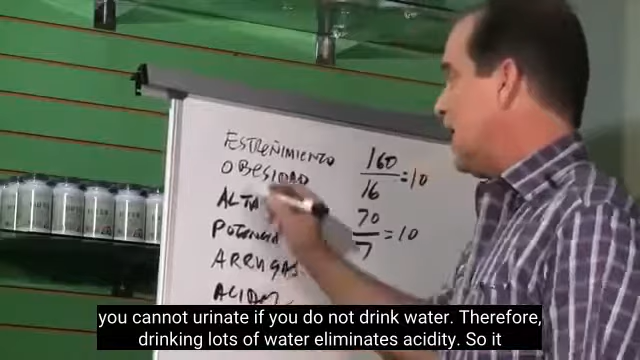 ESTREÑIMIENTO
OBESIDAD
ALTA
POTENCIA
ARRUGAS
160
16
=10
70
7
=10
you cannot urinate if you do not drink water. Therefore,
drinking lots of water eliminates acidity. So it